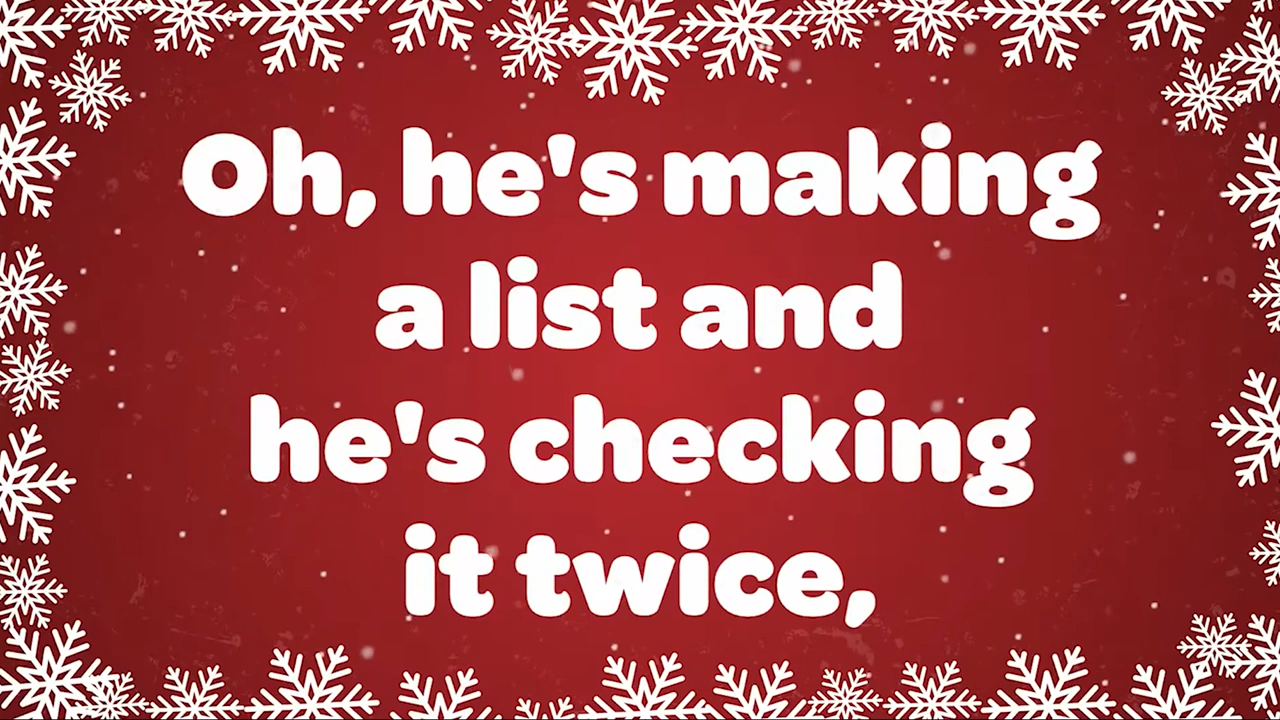 Oh, he's making
a list and
he's checking
it twice,